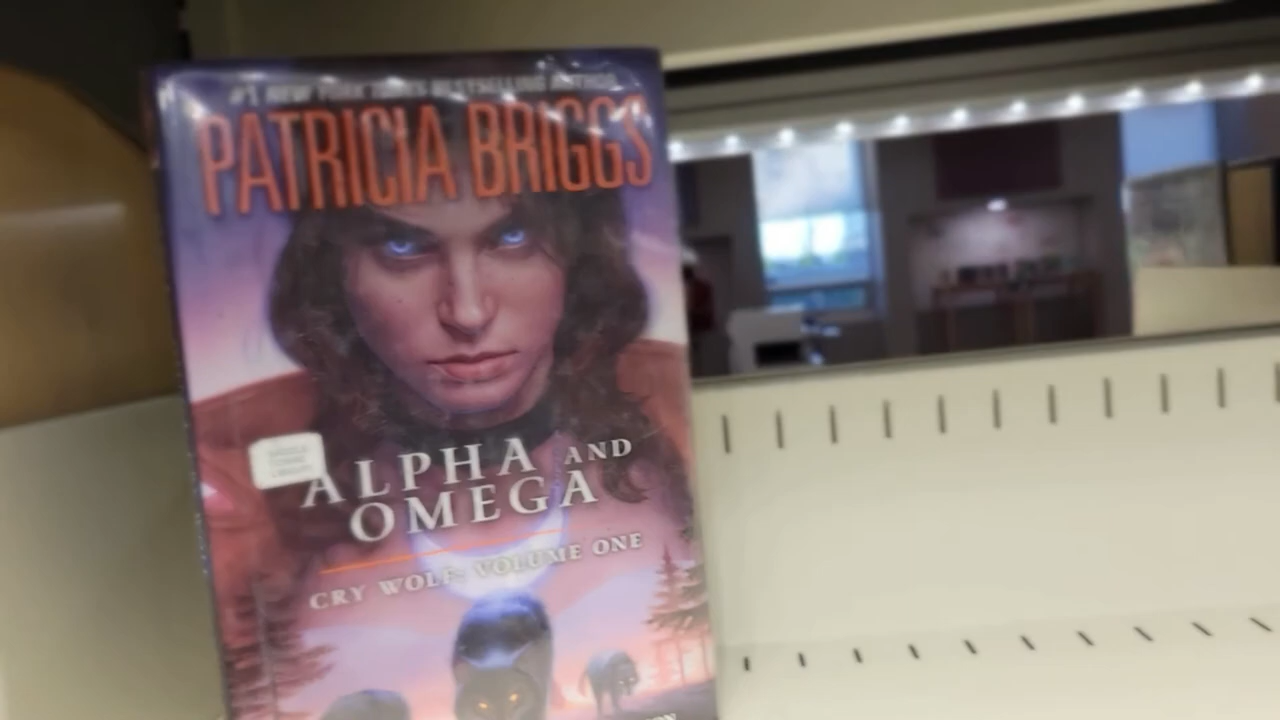 #1 NEW YORK TIMES BESTSELLING AUTHOR
PATRICIA BRIGGS
ALPHA AND
OMEGA
CRY WOLF: VOLUME ONE